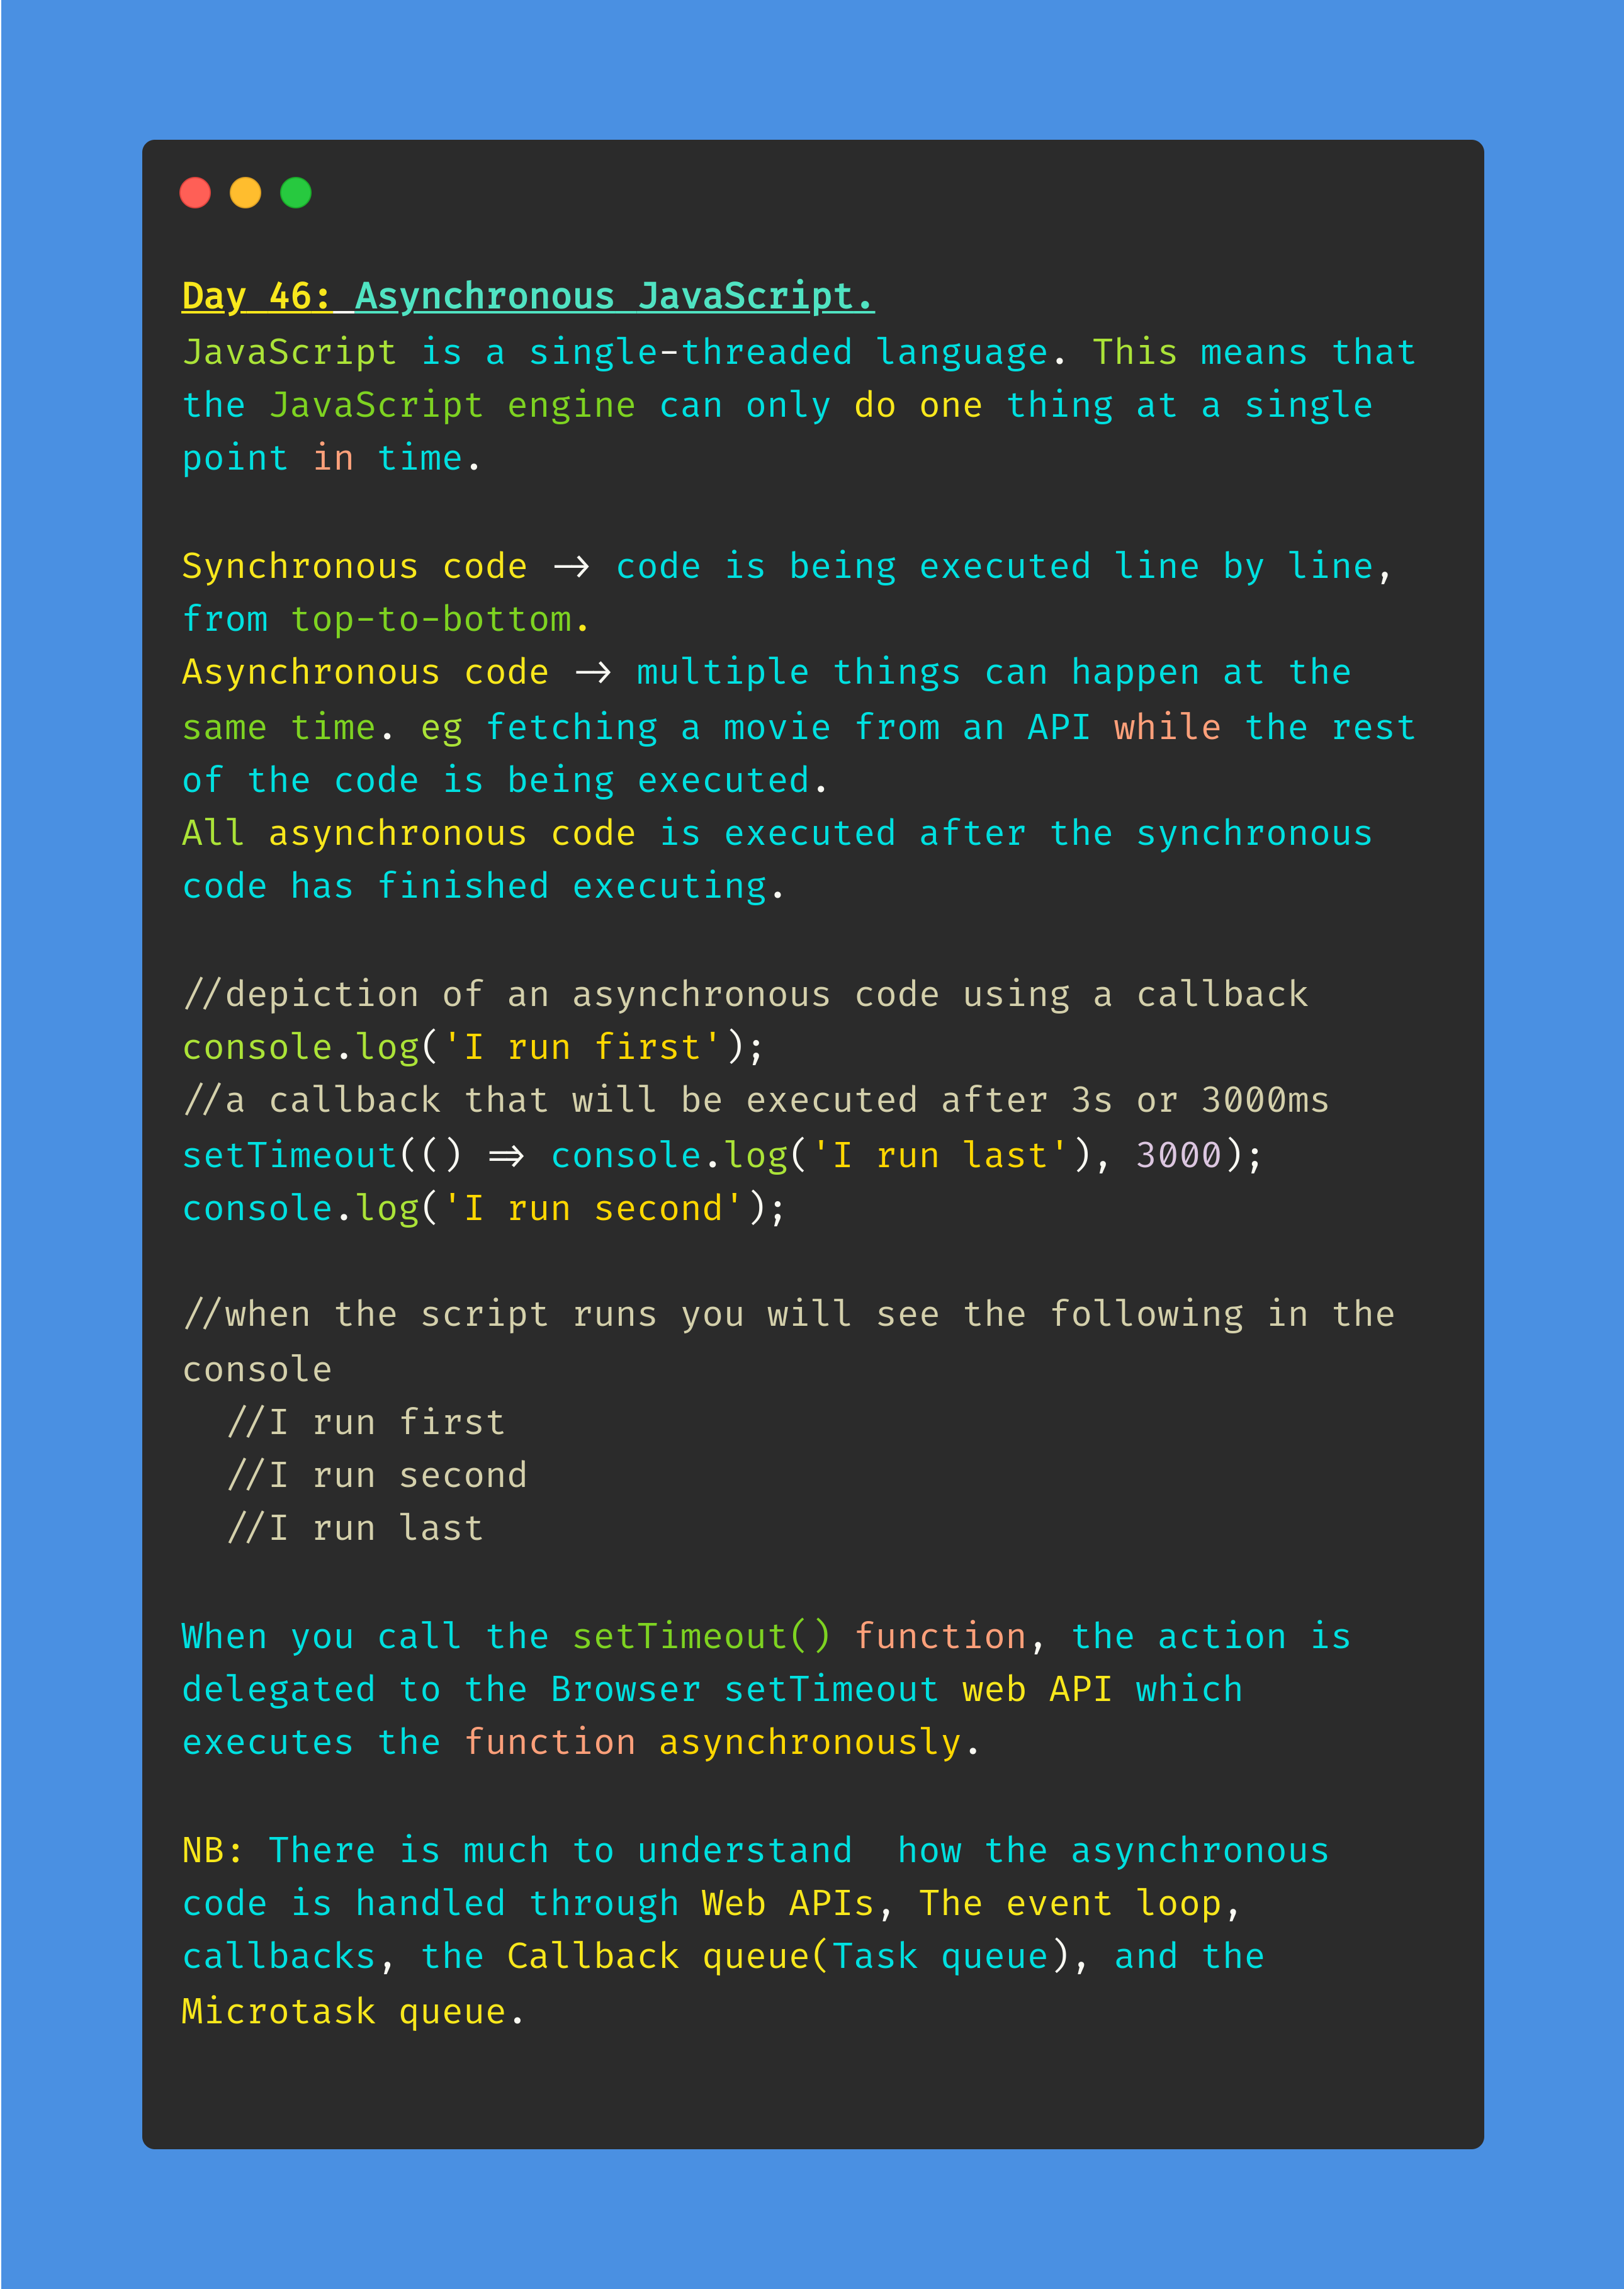 Day 46: Asynchronous JavaScript.
JavaScript is a single-threaded language. This means that
the JavaScript engine can only do one thing at a single
point in time.
Synchronous code → code is being executed line by line,
from top-to-bottom.
Asynchronous code → multiple things can happen at the
same time. eg fetching a movie from an API while the rest
of the code is being executed.
All asynchronous code is executed after the synchronous
code has finished executing.
//depiction of an asynchronous code using a callback
console.log('I run first');
//a callback that will be executed after 3s or 3000ms
setTimeout(() ⇒ console.log('I run last'), 3000);
console.log('I run second');
//when the script runs you will see the following in the
console
//I run first
//I run second
//I run last
When you call the setTimeout() function, the action is
delegated to the Browser setTimeout web API which
executes the function asynchronously.
NB: There is much to understand  how the asynchronous
code is handled through Web APIs, The event loop,
callbacks, the Callback queue(Task queue), and the
Microtask queue.